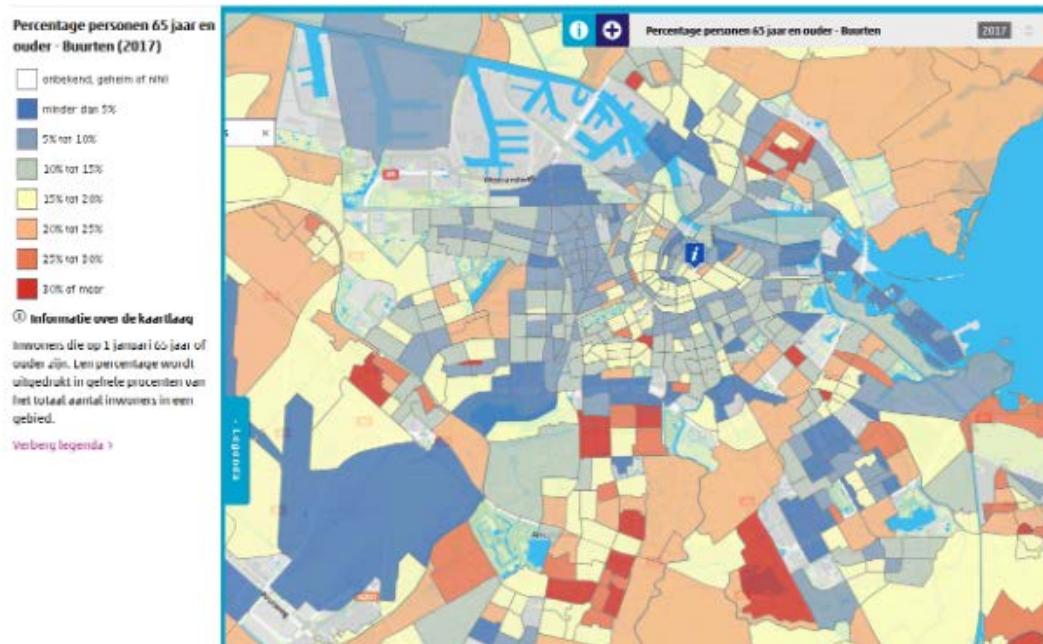 Percentage personen 65 jaar en
ouder - Buurten (2017)
onbekend, geheim of nihil
minder dan 5%
5% tot 10%
10% tot 15%
15% tot 20%
20% tot 25%
25% tot 30%
30% of meer
Informatie over de kaartlaag
Inwoners die op 1 januari 65 jaar of
ouder zijn. Een percentage wordt
uitgedrukt in gehele procenten van
het totaal aantal inwoners in een
gebied.
Verberg legenda >
s ×
- Legenda
i + Percentage personen 65 jaar en ouder - Buurten 2017
i